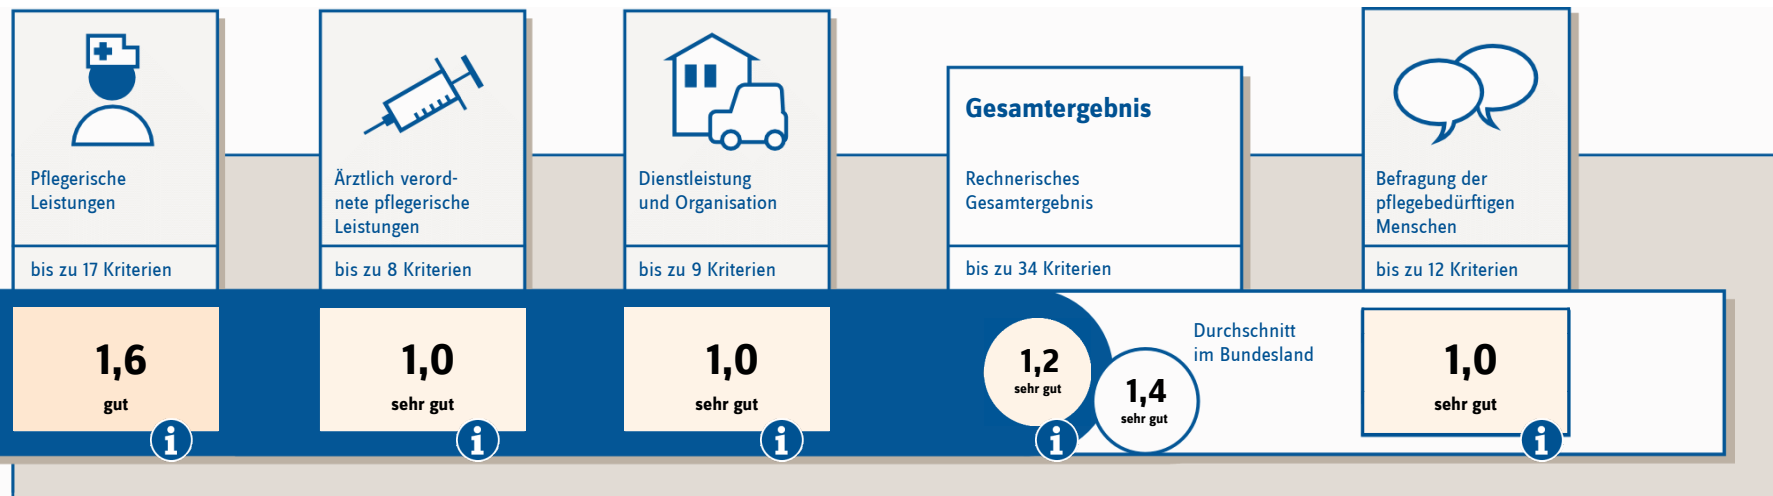 Pflegerische
Leistungen
bis zu 17 Kriterien
1,6
gut
i
Ärztlich verord-
nete pflegerische
Leistungen
bis zu 8 Kriterien
1,0
sehr gut
i
Dienstleistung
und Organisation
bis zu 9 Kriterien
1,0
sehr gut
i
Gesamtergebnis
Rechnerisches
Gesamtergebnis
bis zu 34 Kriterien
1,2
sehr gut
i
1,4
sehr gut
Durchschnitt
im Bundesland
Befragung der
pflegebedürftigen
Menschen
bis zu 12 Kriterien
1,0
sehr gut
i